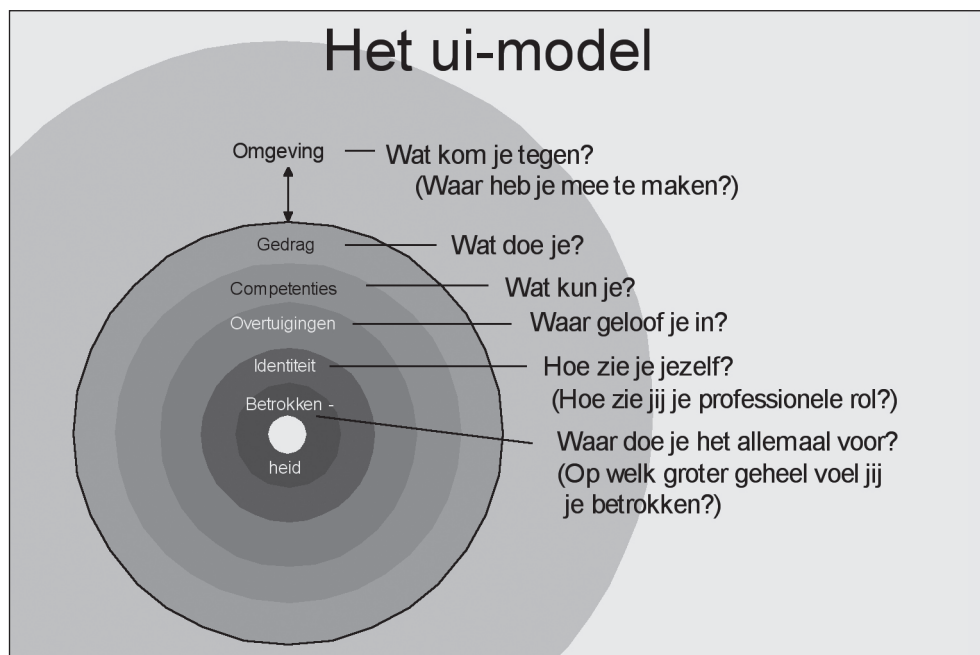 Het ui-model
Omgeving
Wat kom je tegen?
(Waar heb je mee te maken?)
Gedrag
Wat doe je?
Competenties
Wat kun je?
Overtuigingen
Waar geloof je in?
Identiteit
Hoe zie je jezelf?
(Hoe zie jij je professionele rol?)
Betrokken -
heid
Waar doe je het allemaal voor?
(Op welk groter geheel voel jij
je betrokken?)